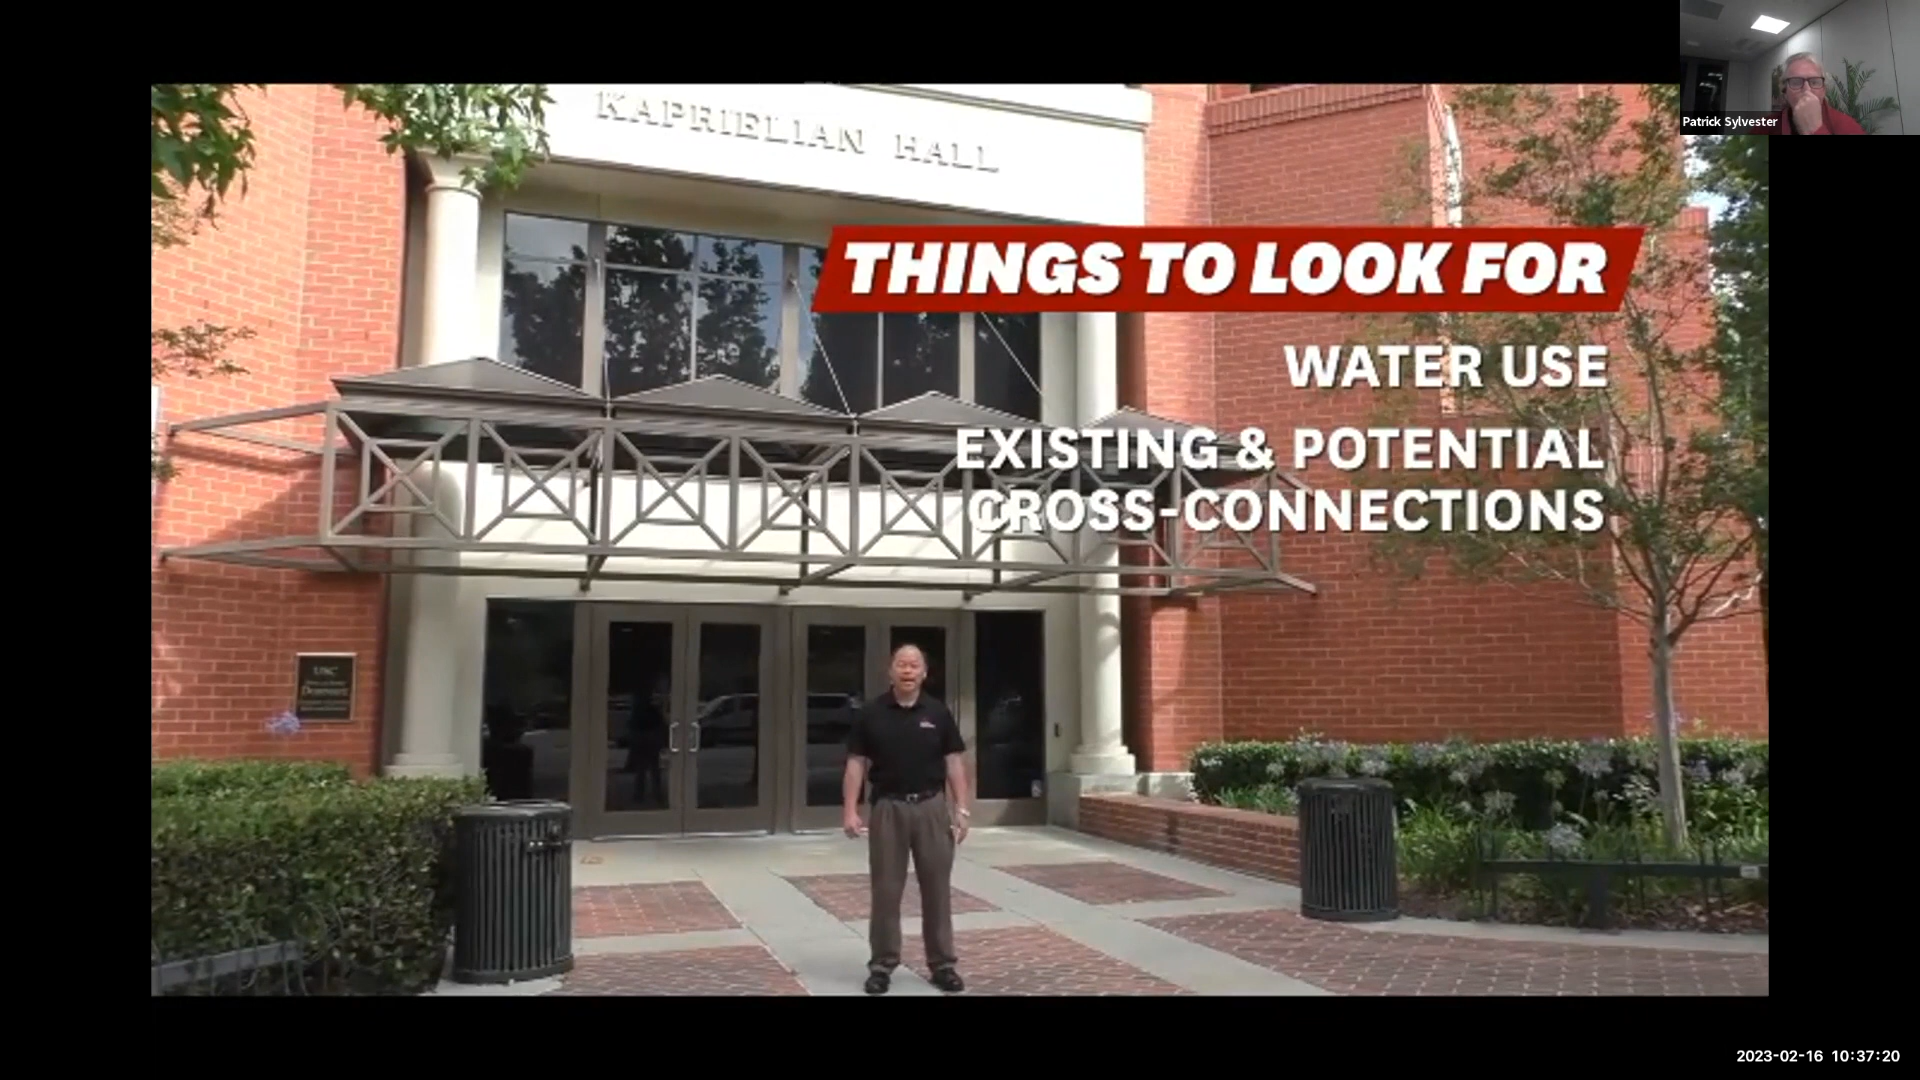 KAPRIELIAN HALL
THINGS TO LOOK FOR
WATER USE
EXISTING & POTENTIAL
CROSS-CONNECTIONS
Patrick Sylvester
USC
2023-02-16 10:37:20